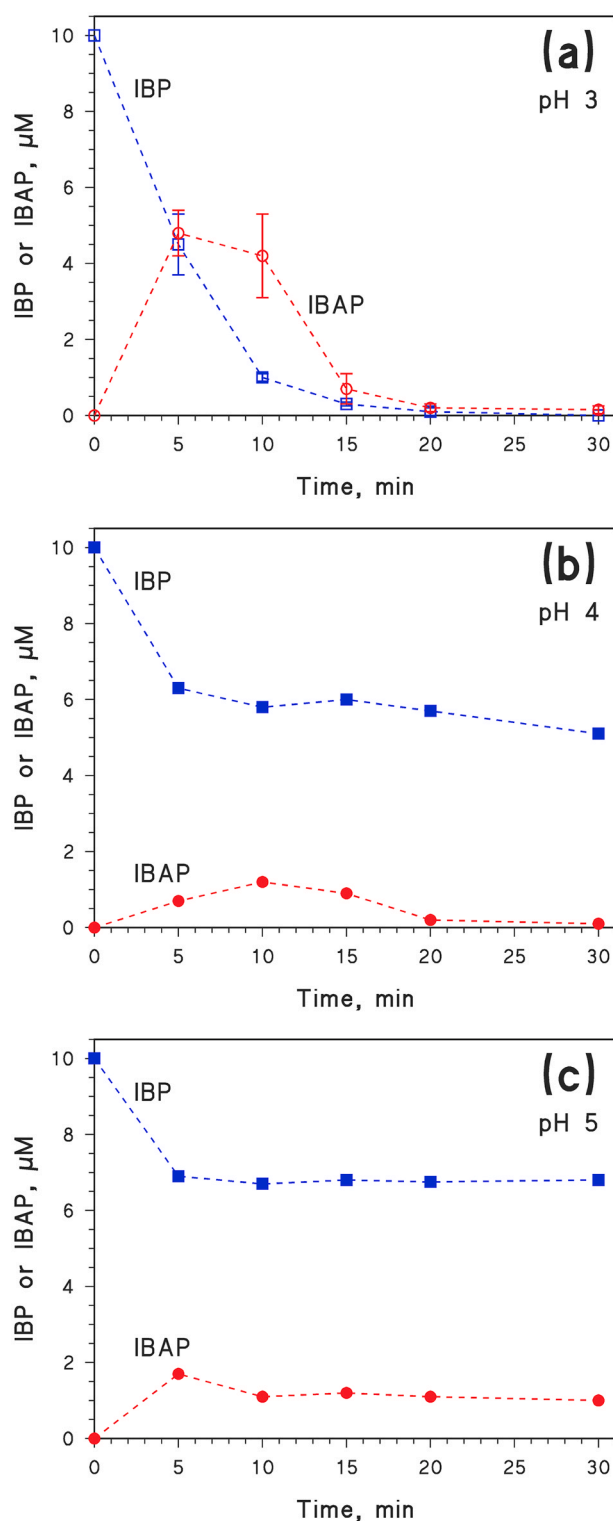 (a)
pH 3
IBP
IBAP
IBP or IBAP, µM
10
8
6
4
2
0
0 5 10 15 20 25 30
Time, min
(b)
pH 4
IBP
IBAP
IBP or IBAP, µM
10
8
6
4
2
0
0 5 10 15 20 25 30
Time, min
(c)
pH 5
IBP
IBAP
IBP or IBAP, µM
10
8
6
4
2
0
0 5 10 15 20 25 30
Time, min